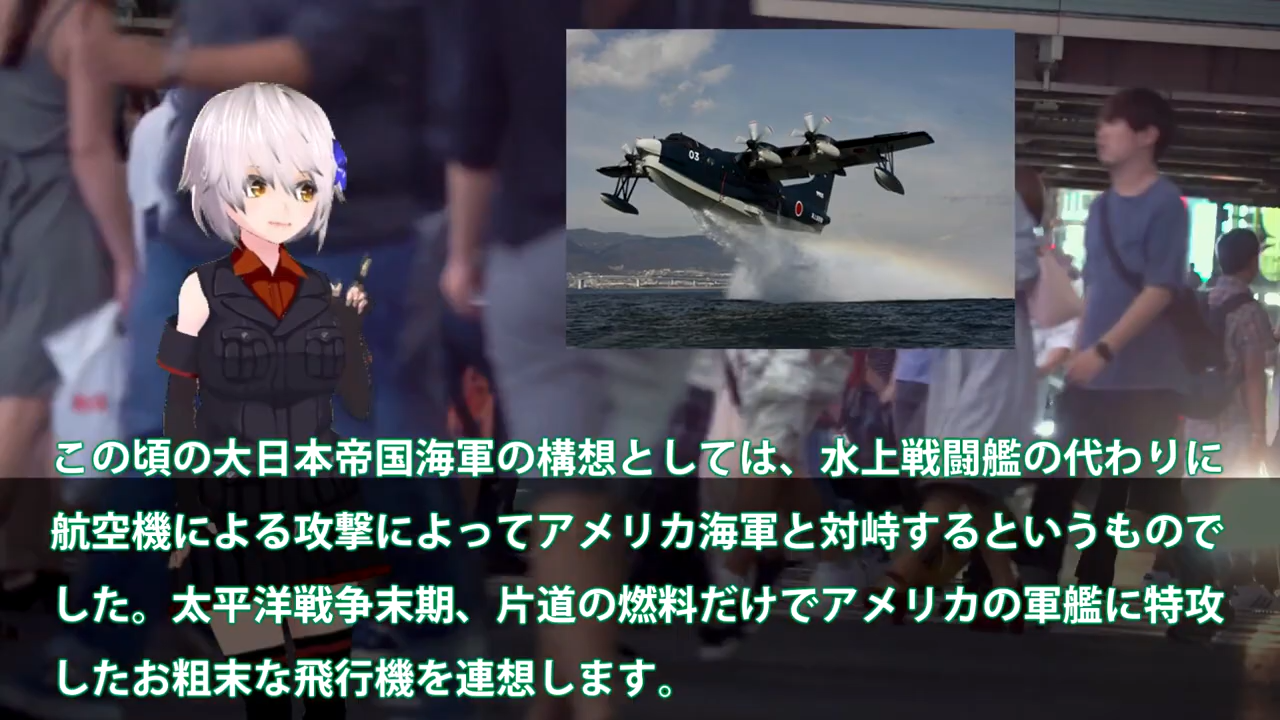 03
この頃の大日本帝国海軍の構想としては、水上戦闘艦の代わりに
航空機による攻撃によってアメリカ海軍と対峙するというもので
した。太平洋戦争末期、片道の燃料だけでアメリカの軍艦に特攻
したお粗末な飛行機を連想します。